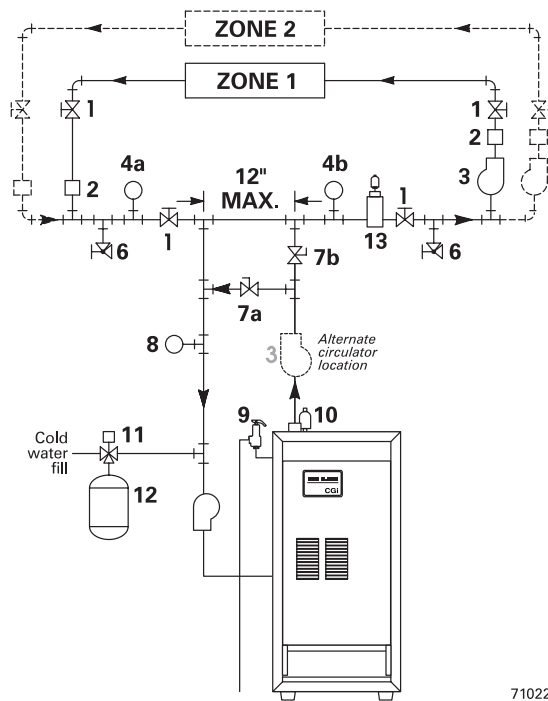 ZONE 2
ZONE 1
1
1
2
4a
12"
MAX.
4b
3
2
1
13
1
6
6
7b
7a
8
3
Alternate
circulator
location
9
10
11
Cold
water
fill
12
CGi
71022